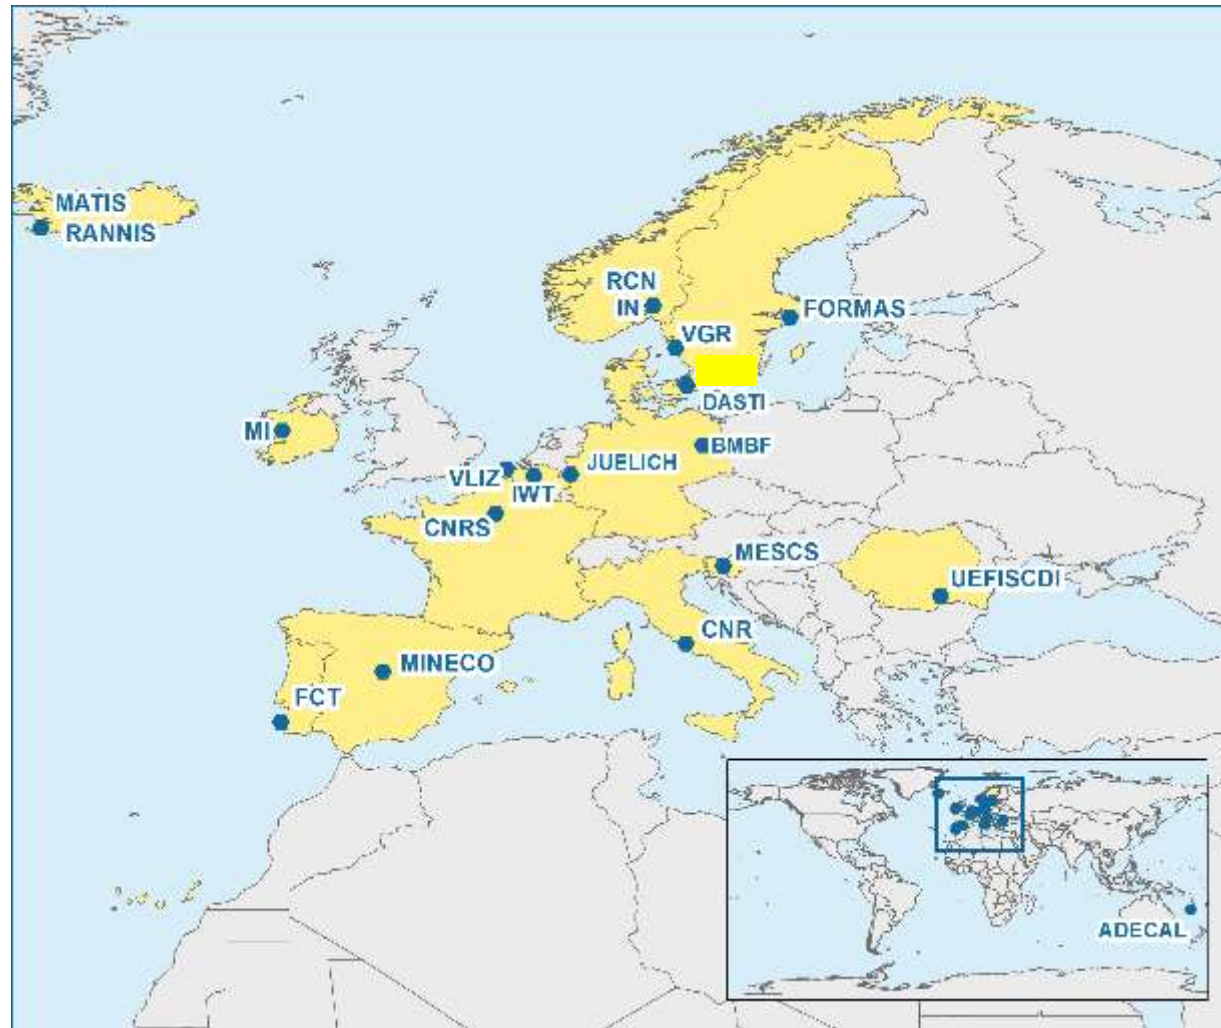 MATIS
RANNIS
RCN
IN
FORMAS
VGR
DASTI
MI
BMBF
JUELICH
VLIZ
IWT
CNRS
MESCS
UEFISCDI
CNR
MINECO
FCT
ADECAL